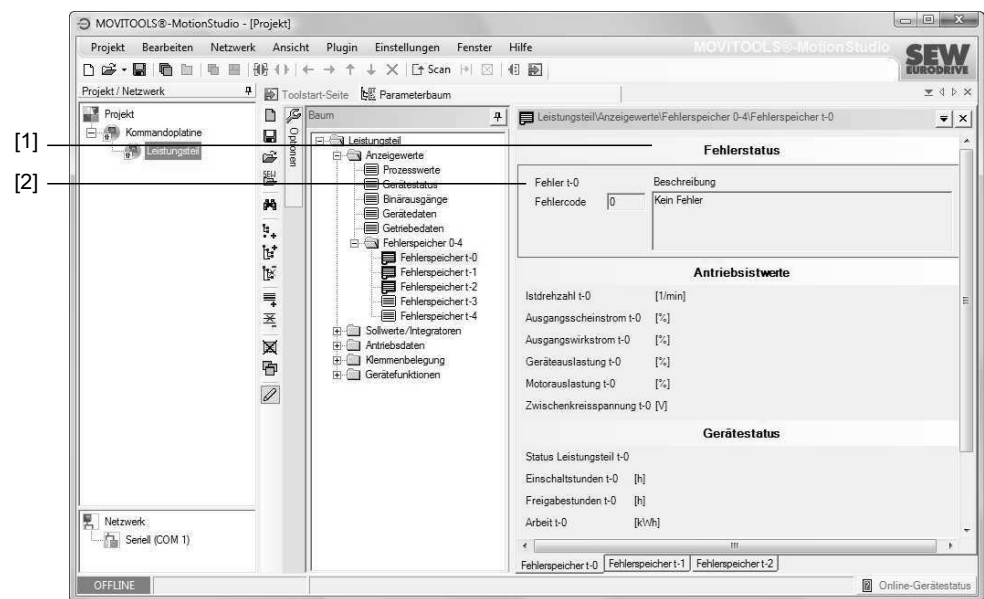 MOVITOOLS®-MotionStudio - [Projekt]
Projekt Bearbeiten Netzwerk Ansicht Plugin Einstellungen Fenster Hilfe
MOVITOOLS®-MotionStudio
SEW
EURODRIVE
Scan
Projekt / Netzwerk
Toolstart-Seite Parameterbaum
Projekt
Kommandoplatine
Leistungsteil
[1]
[2]
Optionen
SEW
Baum
Leistungsteil
Anzeigewerte
Prozesswerte
Gerätestatus
Binärausgänge
Gerätedaten
Getriebedaten
Fehlerspeicher 0-4
Fehlerspeicher t-0
Fehlerspeicher t-1
Fehlerspeicher t-2
Fehlerspeicher t-3
Fehlerspeicher t-4
Sollwerte/Integratoren
Antriebsdaten
Klemmenbelegung
Gerätefunktionen
Leistungsteil\Anzeigewerte\Fehlerspeicher 0-4\Fehlerspeicher t-0
Fehlerstatus
Fehler t-0 Beschreibung
Fehlercode 0 Kein Fehler
Antriebsistwerte
Istdrehzahl t-0 [1/min]
Ausgangsscheinstrom t-0 [%]
Ausgangswirkstrom t-0 [%]
Geräteauslastung t-0 [%]
Motorauslastung t-0 [%]
Zwischenkreisspannung t-0 [V]
Gerätestatus
Status Leistungsteil t-0
Einschaltstunden t-0 [h]
Freigabestunden t-0 [h]
Arbeit t-0 [kWh]
Fehlerspeicher t-0 Fehlerspeicher t-1 Fehlerspeicher t-2
Netzwerk
Seriell (COM 1)
OFFLINE
Online-Gerätestatus